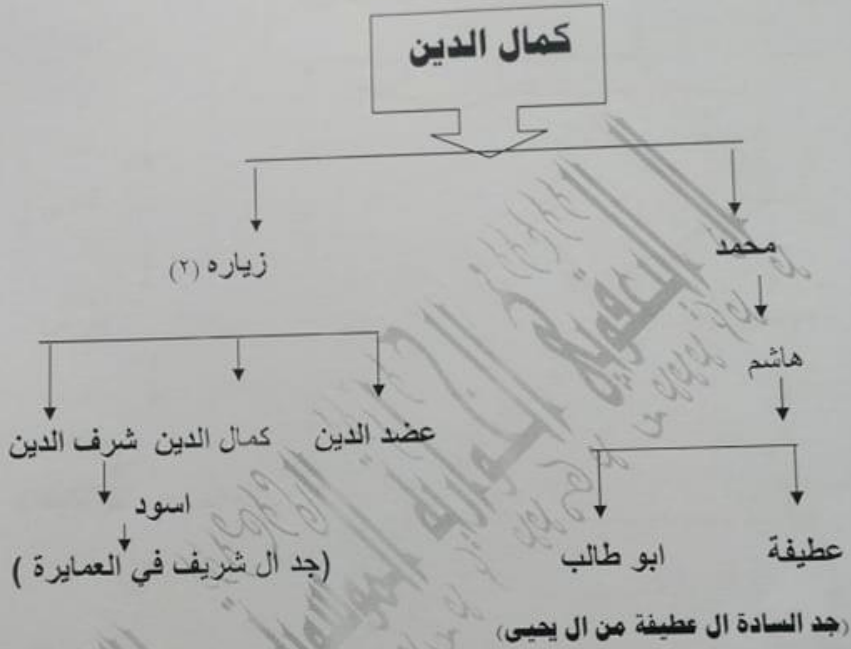 كمال الدين
محمد
زياره (٢)
هاشم
عضد الدين
كمال الدين
شرف الدين
اسود
(جد ال شريف في العمايرة )
عطيفة
ابو طالب
(جد السادة ال عطيفة من ال يحيى)